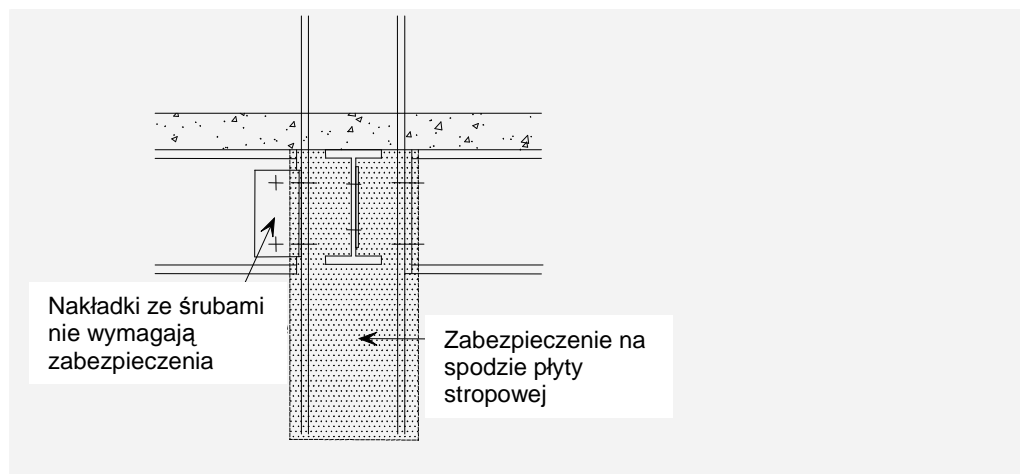 Nakładki ze śrubami
nie wymagają
zabezpieczenia
Zabezpieczenie na
spodzie płyty
stropowej